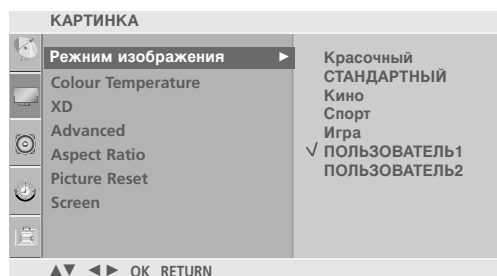 КАРТИНКА
Режним изображения ►
Colour Temperature
XD
Advanced
Aspect Ratio
Picture Reset
Screen
Красочный
СТАНДАРТНЫЙ
Кино
Спорт
Игра
√ ПОЛЬЗОВАТЕЛЬ1
ПОЛЬЗОВАТЕЛЬ2
▲▼ ◄► OK RETURN